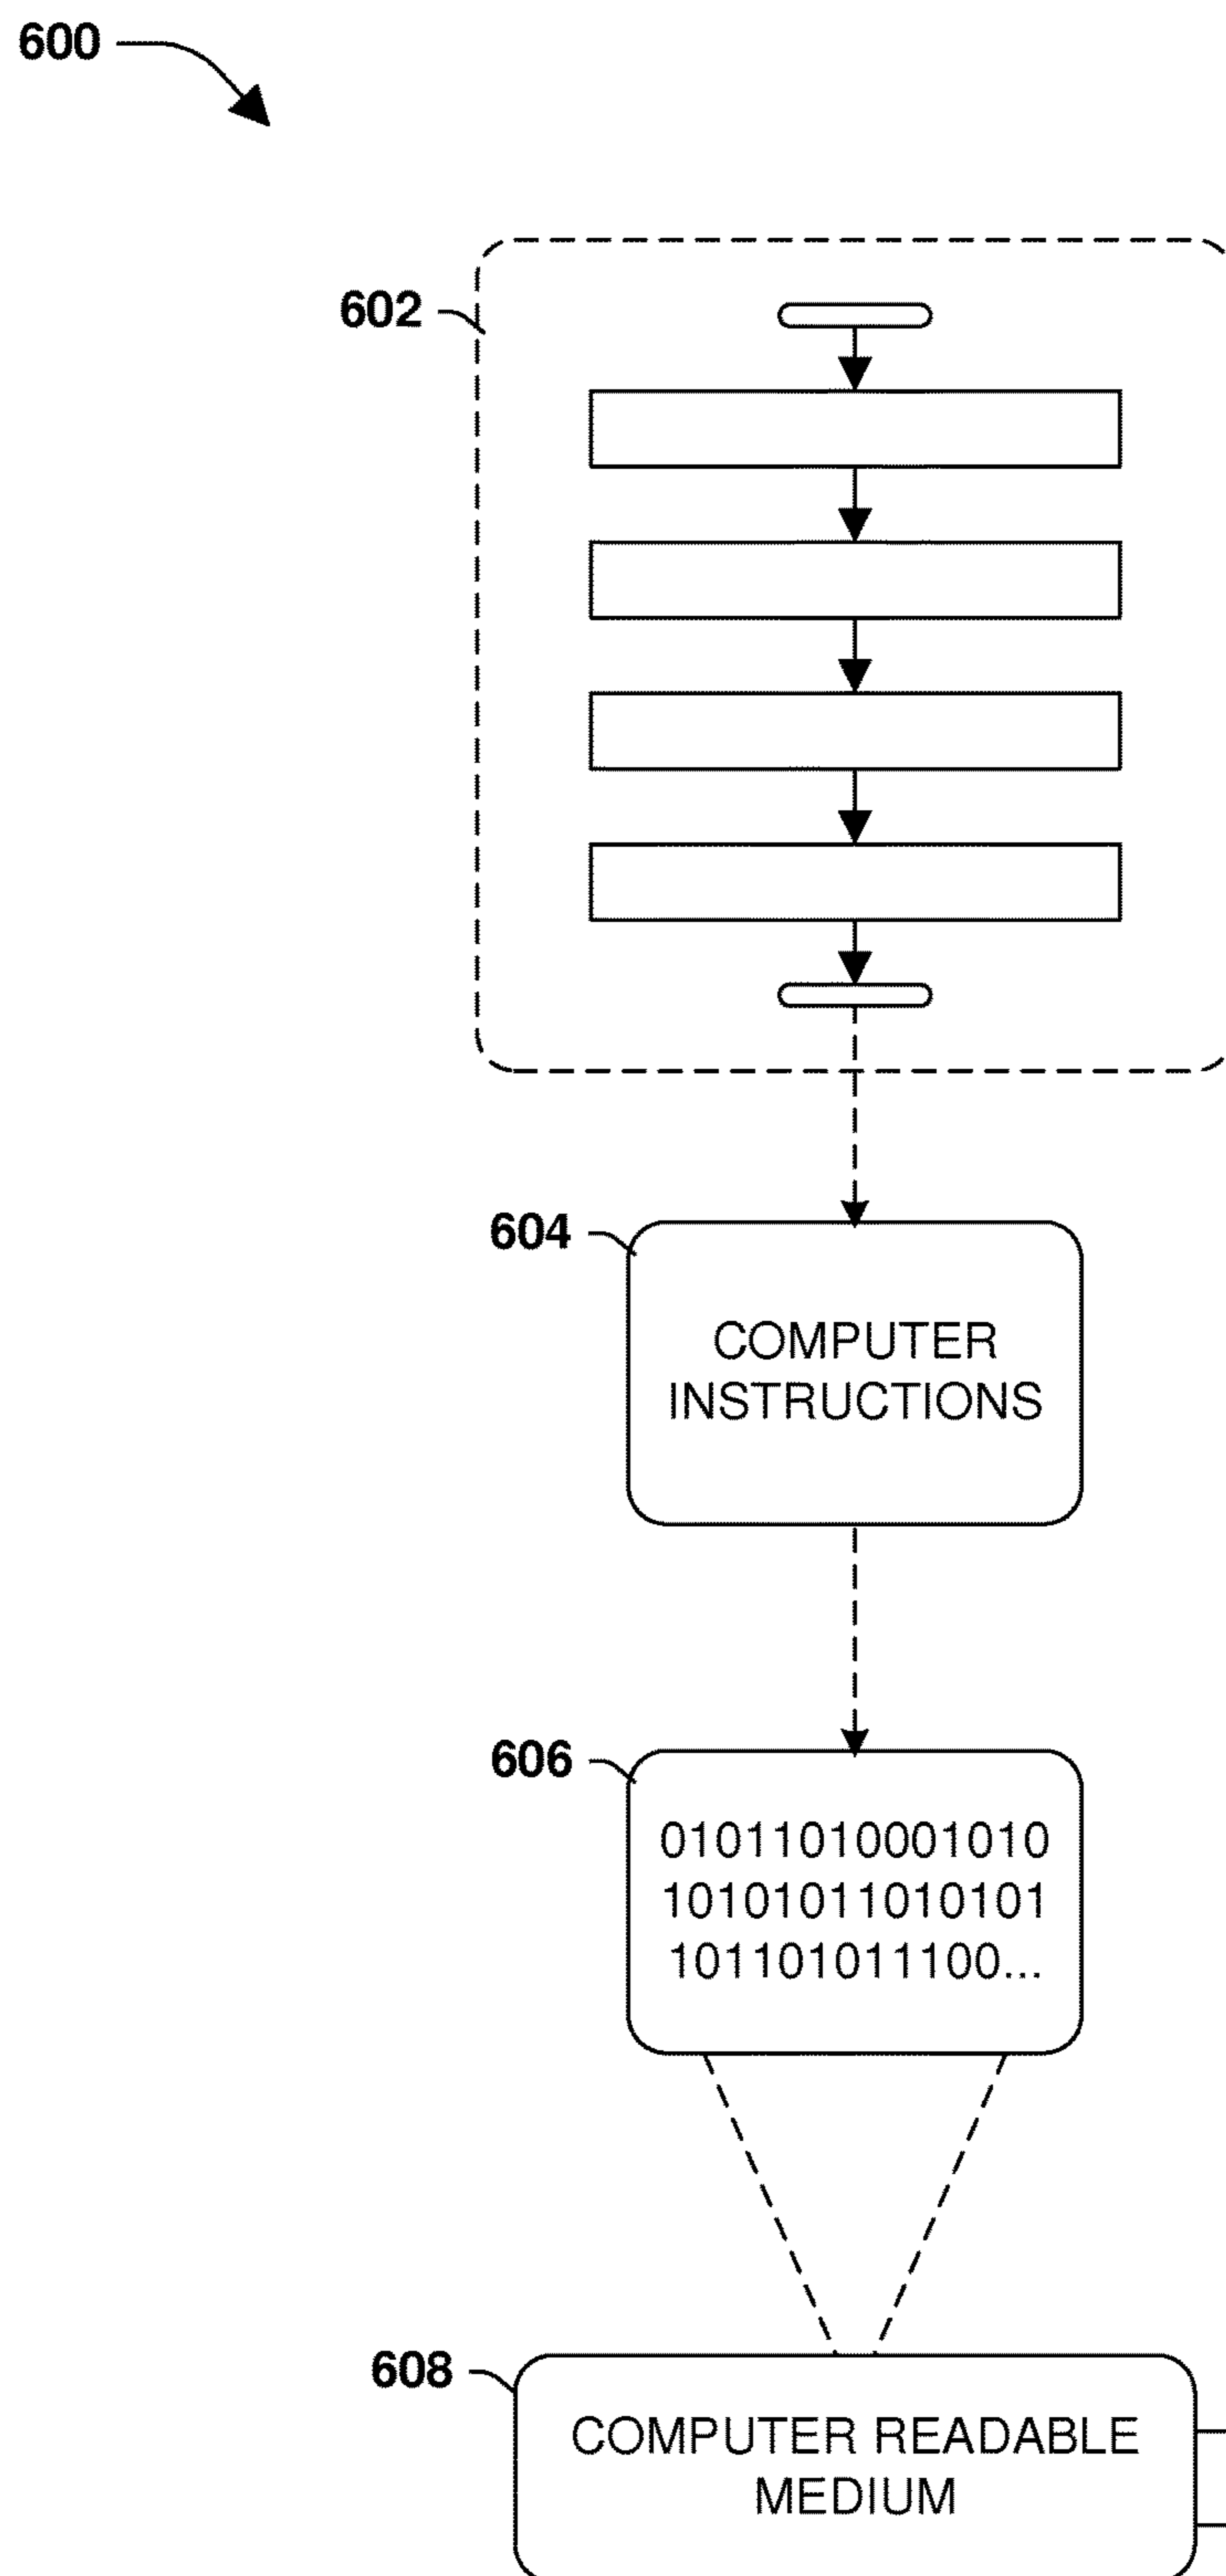 600
602
604
COMPUTER
INSTRUCTIONS
606
01011010001010
10101011010101
101101011100...
608
COMPUTER READABLE
MEDIUM